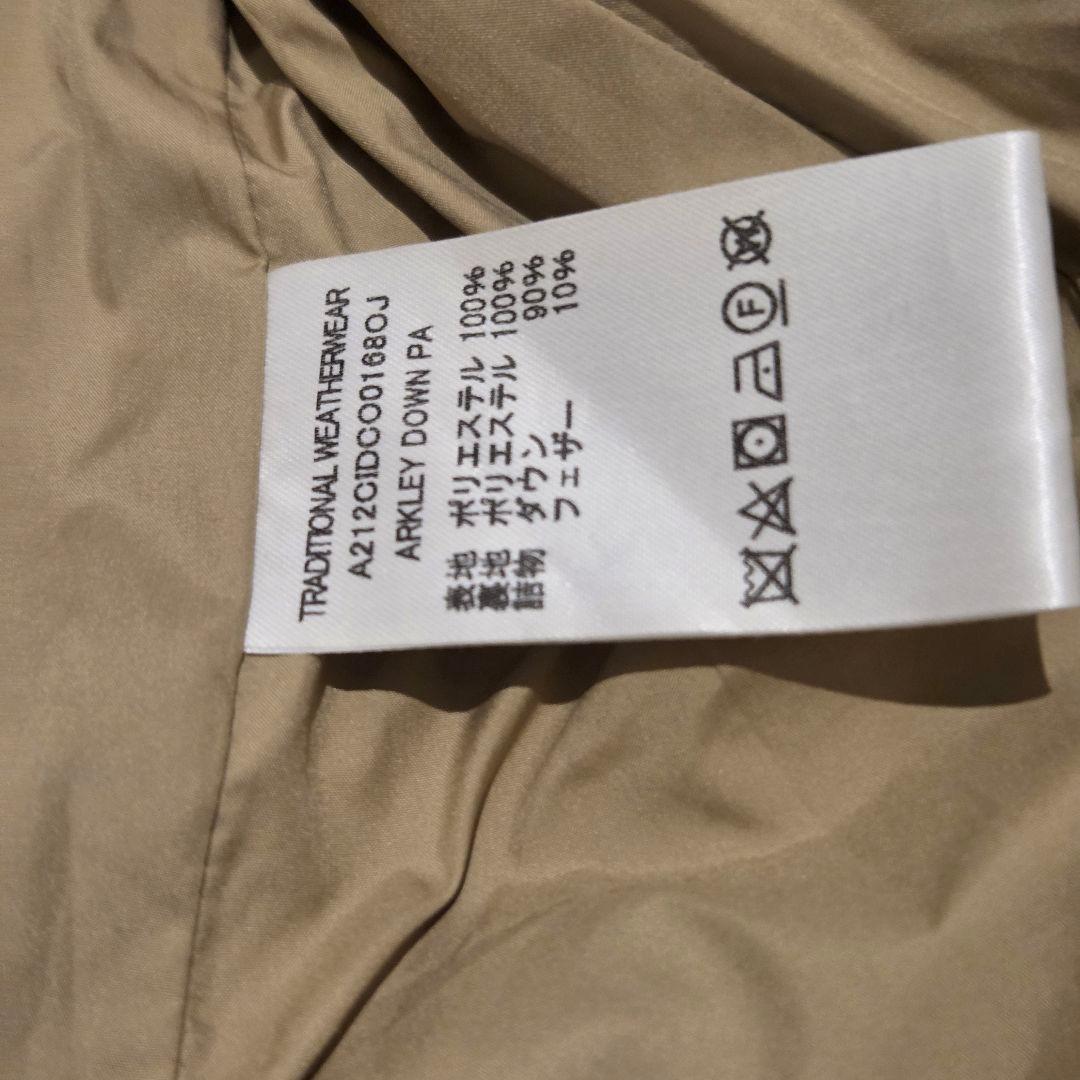 TRADITIONAL WEATHERWEAR
A212CIDCO0168OJ
ARKLEY DOWN PA
表地 ポリエステル 100%
裏地 ポリエステル 100%
詰物 ダウン 90%
フェザー 10%
F
W